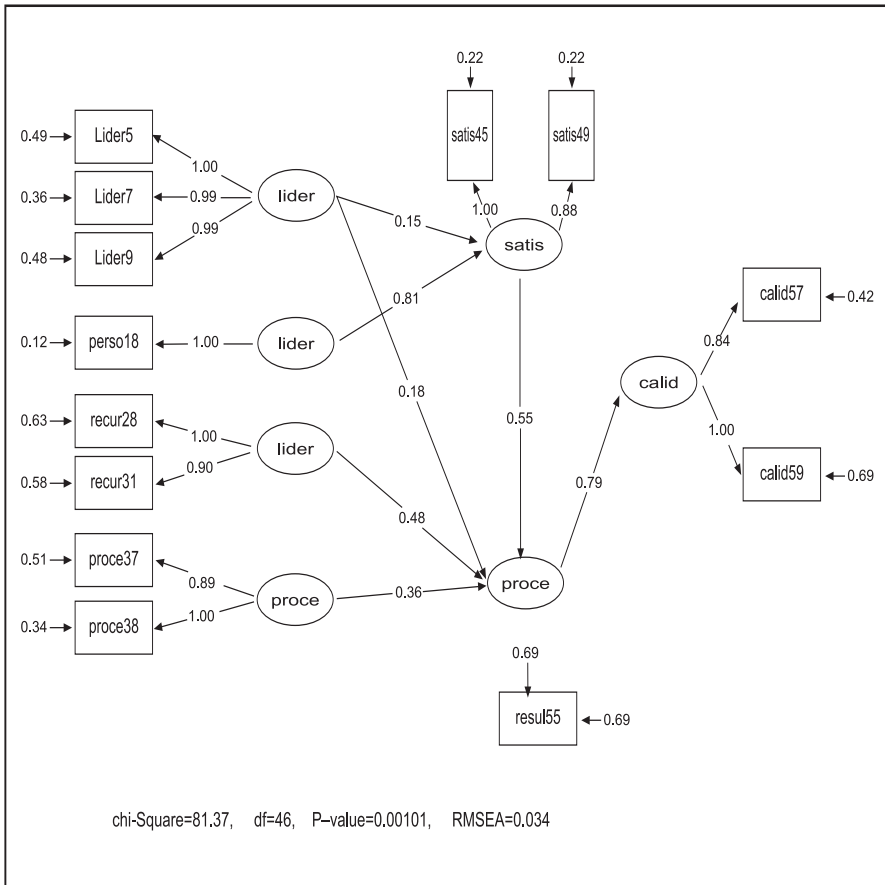 0.22 0.22
satis45 satis49
0.49 Lider5
1.00
0.36 Lider7 0.99 lider
0.99
0.48 Lider9
0.15
1.00 0.88
satis
0.81
0.12 perso18 1.00 lider
0.18
calid57 0.42
0.84
calid
1.00
calid59 0.69
0.63 recur28
1.00
lider
0.58 recur31 0.90
0.55
0.48
0.79
0.51 proce37
0.89
proce 0.36 proce
1.00
0.34 proce38
0.69
resul55 0.69
chi-Square=81.37, df=46, P–value=0.00101, RMSEA=0.034